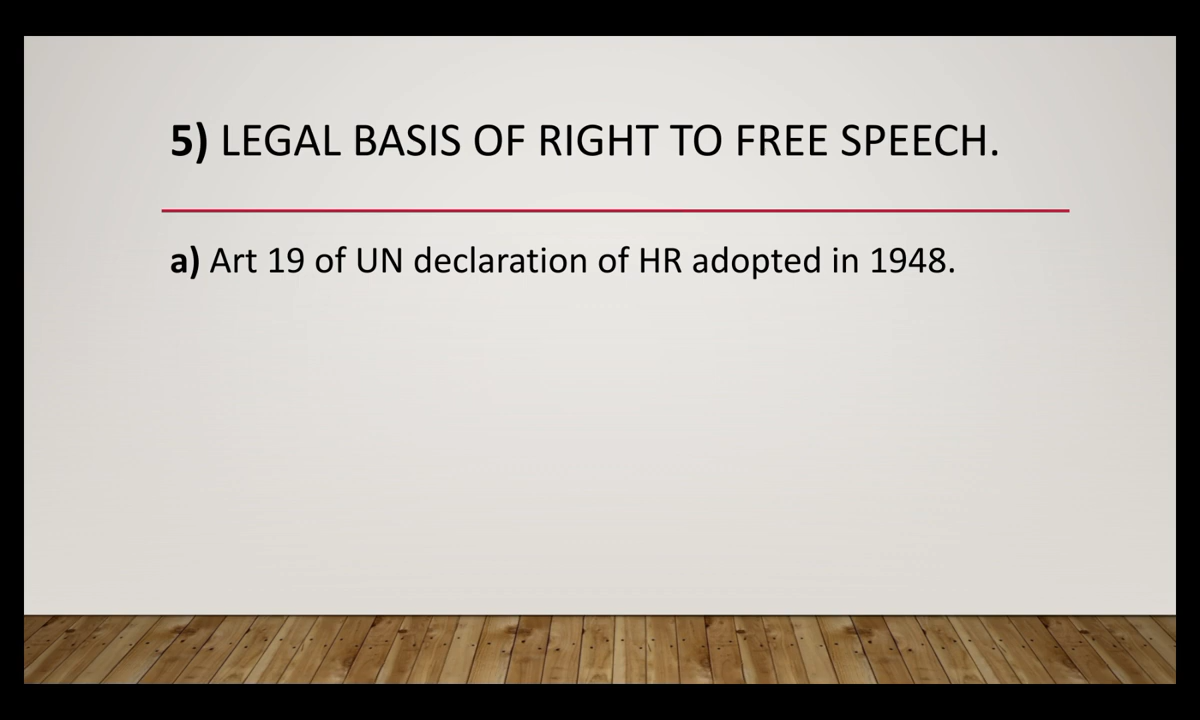 5) LEGAL BASIS OF RIGHT TO FREE SPEECH.
a) Art 19 of UN declaration of HR adopted in 1948.